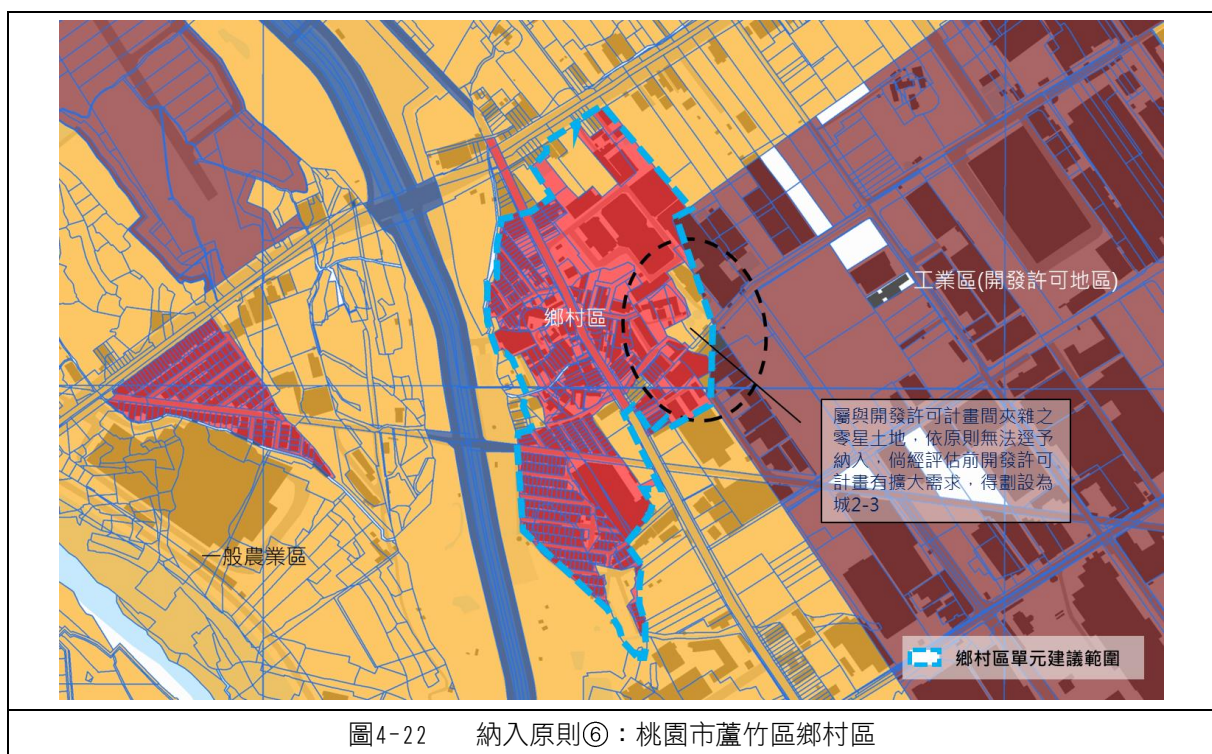 工業區(開發許可地區)
鄉村區
屬與開發許可計畫間夾雜之
零星土地，依原則無法逕予
納入，倘經評估前開發許可
計畫有擴大需求，得劃設為
城2-3
一般農業區
鄉村區單元建議範圍
圖4-22 納入原則⑥：桃園市蘆竹區鄉村區